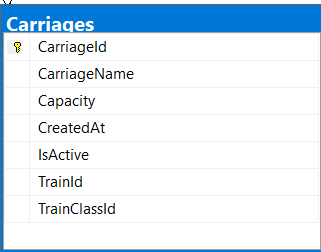 Carriages
CarriageId
CarriageName
Capacity
CreatedAt
IsActive
TrainId
TrainClassId